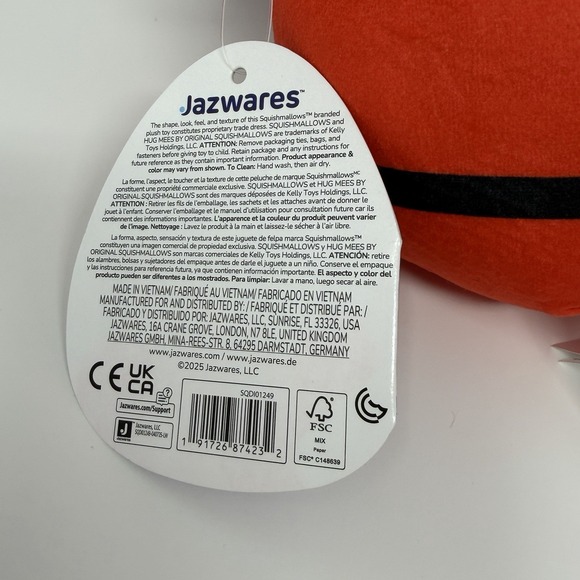 Jazwares™
The shape, look, feel, and texture of this Squishmallows™ branded
plush toy constitutes proprietary trade dress. SQUISHMALLOWS and
HUG MEES BY ORIGINAL SQUISHMALLOWS are trademarks of Kelly
Toys Holdings, LLC. ATTENTION: Remove packaging ties, bags, and
fasteners before giving toy to child. Retain package and any instructions for
future reference as they contain important information. Product appearance &
color may vary from shown. To Clean: Hand wash, then air dry.
La forme, l'aspect, le toucher et la texture de cette peluche de marque Squishmallowsᴹᶜ
constituent une propriété commerciale exclusive. SQUISHMALLOWS et HUG MEES BY
ORIGINAL SQUISHMALLOWS sont des marques déposées de Kelly Toys Holdings, LLC.
ATTENTION : Retirer les fils de l'emballage, les sachets et les attaches avant de donner le
jouet à l'enfant. Conserver l'emballage et le manuel d'utilisation pour consultation future car ils
contiennent des informations importantes. L'apparence et la couleur du produit peuvent varier
de l'image. Nettoyage : Lavez le produit à la main et laissez-le sécher à l'air libre.
La forma, aspecto, sensación y textura de este juguete de felpa marca Squishmallows™
constituyen una imagen comercial de propiedad exclusiva. SQUISHMALLOWS y HUG MEES BY
ORIGINAL SQUISHMALLOWS son marcas comerciales de Kelly Toys Holdings, LLC. ATENCIÓN: retire
los alambres, bolsas y sujetadores del empaque antes de darle el juguete a un niño. Conserve el empaque
y las instrucciones para referencia futura, ya que contienen información importante. El aspecto y color del
producto pueden ser diferentes a los mostrados. Para limpiar: Lavar a mano, luego secar al aire.
MADE IN VIETNAM/ FABRIQUÉ AU VIETNAM/ FABRICADO EN VIETNAM
MANUFACTURED FOR AND DISTRIBUTED BY: / FABRIQUÉ ET DISTRIBUÉ PAR: /
FABRICADO Y DISTRIBUIDO POR: JAZWARES, LLC, SUNRISE, FL 33326, USA
JAZWARES, 16A CRANE GROVE, LONDON, N7 8LE, UNITED KINGDOM
JAZWARES GMBH, MINA-REES-STR. 8, 64295 DARMSTADT, GERMANY
www.jazwares.com / www.jazwares.de
©2025 Jazwares, LLC
CE UK
CA
Jazwares.com/Support
Jazwares, LLC
SQDI01249
1 91726 87423 2
FSC
MIX
Paper
FSC® C148639